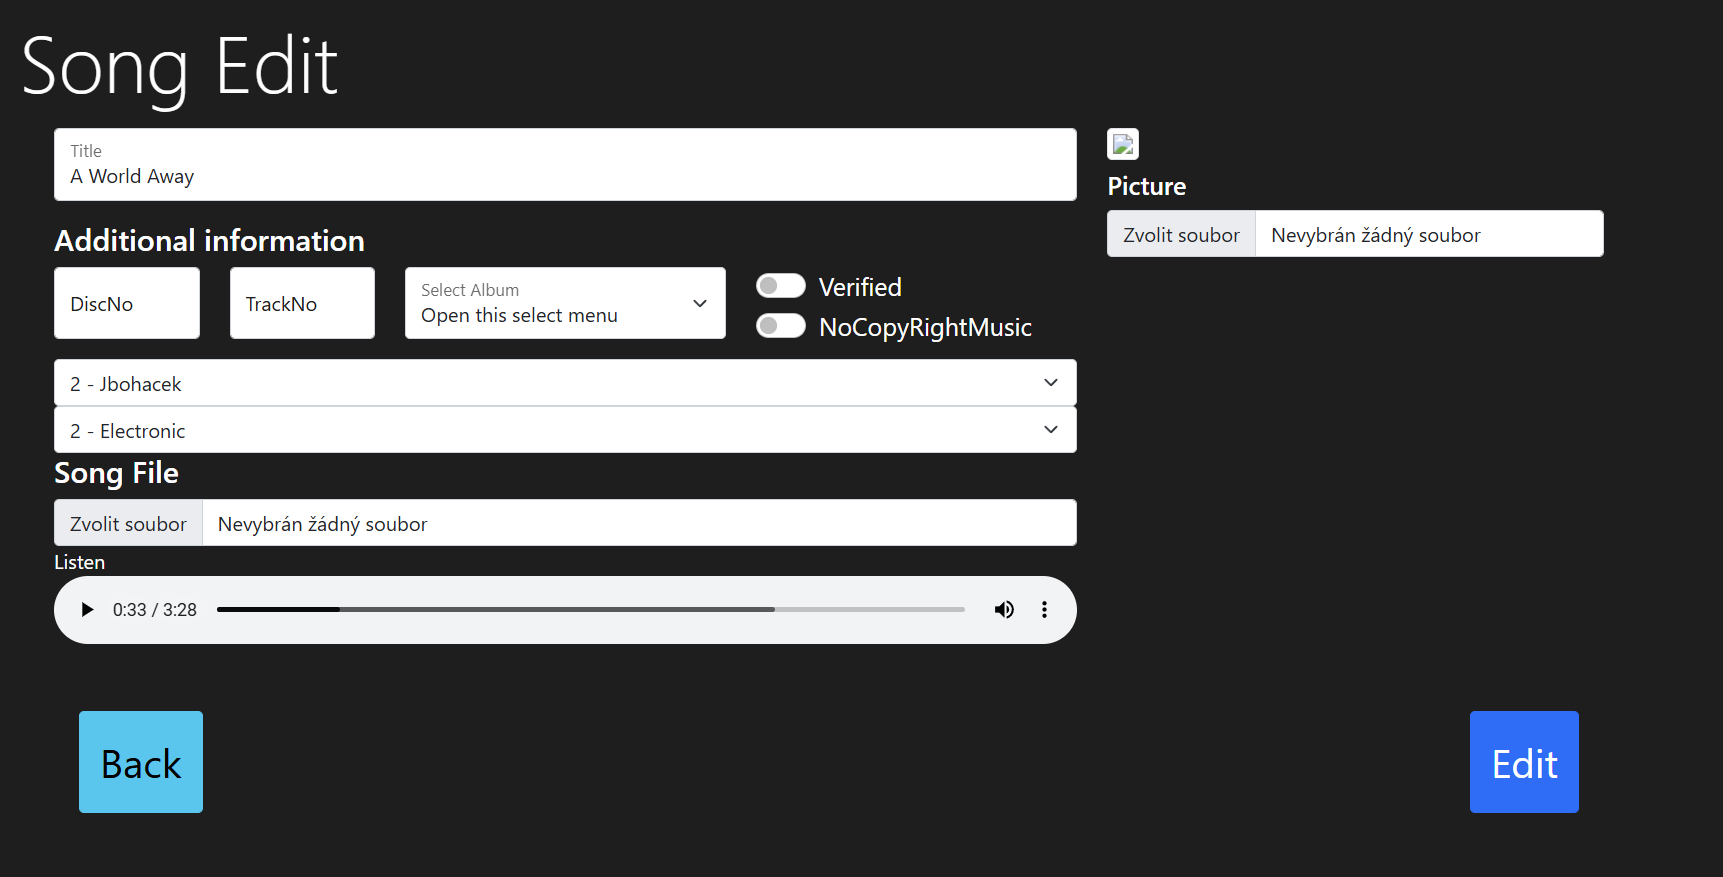 Song Edit
Title
A World Away
Picture
Zvolit soubor Nevybrán žádný soubor
Additional information
DiscNo
TrackNo
Select Album
Open this select menu
Verified
NoCopyRightMusic
2 - Jbohacek
2 - Electronic
Song File
Zvolit soubor Nevybrán žádný soubor
Listen
0:33 / 3:28
Back
Edit